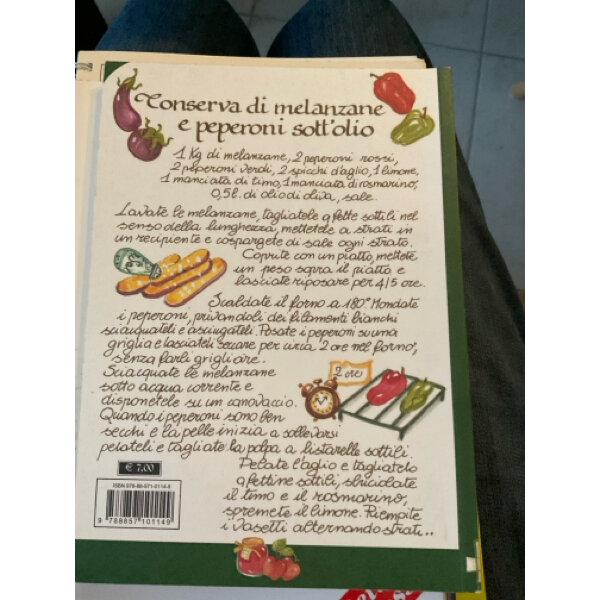 Conserva di melanzane
e peperoni sott'olio
1 Kg di melanzane, 2 peperoni rossi,
2 peperoni verdi, 2 spicchi d'aglio, 1 limone,
1 manciata di timo, 1 manciata di rosmarino,
0,5 l. di olio di oliva, sale.
Lavate le melanzane, tagliatele a fette sottili nel
senso della lunghezza, mettetele a strati in
un recipiente e cospargete di sale ogni strato.
Coprite con un piatto, mettete
un peso sopra il piatto e
lasciate riposare per 4/5 ore.
Scaldate il forno a 180° Mondate
i peperoni, privandoli dei filamenti bianchi
sciacquateli e asciugateli. Posate i peperoni su una
griglia e lasciateli seccare per circa 2 ore nel forno,
senza farli grigliare.
2 ore
Sciacquate le melanzane
sotto acqua corrente e
disponetele su un canovaccio.
Quando i peperoni sono ben
secchi e la pelle inizia a sollevarsi
pelateli e tagliate la polpa a listarelle sottili.
Pelate l'aglio e tagliatelo
a fettine sottili, sbriciolate
il timo e il rosmarino,
spremete il limone. Riempite
i vasetti alternando strati..
€ 7,00
ISBN 978-88-571-0114-9
9 788857 101149